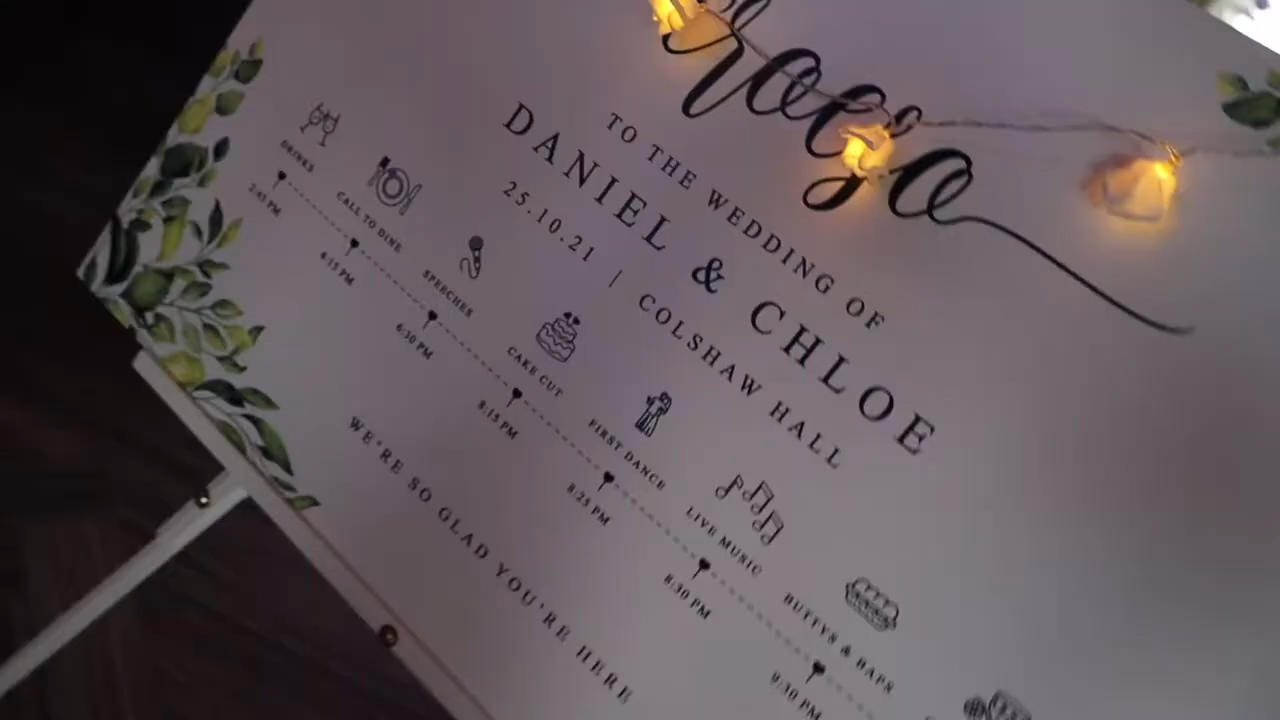 TO THE WEDDING OF
DANIEL & CHLOE
25.10.21 | COLSHAW HALL
DRINKS
2:45 PM
CALL TO DINE
4:15 PM
SPEECHES
6:30 PM
CAKE CUT
8:15 PM
FIRST DANCE
8:25 PM
LIVE MUSIC
8:30 PM
BUTTYS & BAPS
9:30 PM
WE'RE SO GLAD YOU'RE HERE